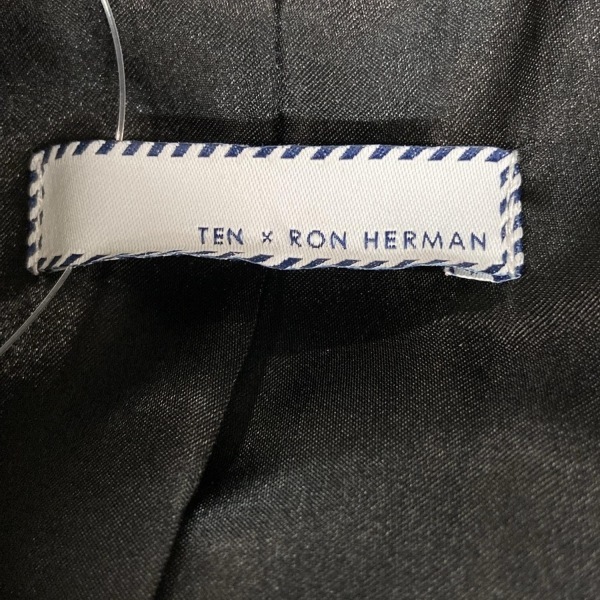 TEN × RON HERMAN